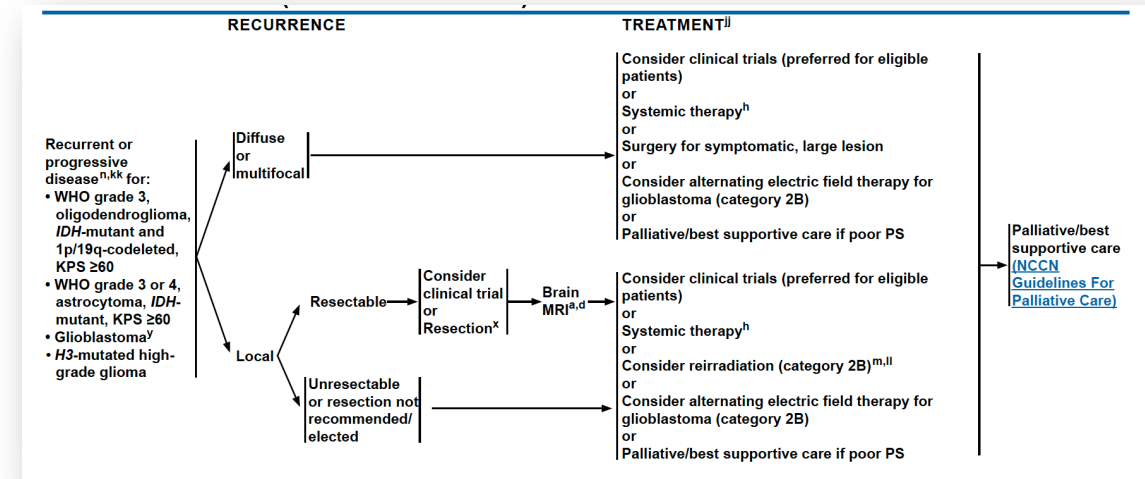 RECURRENCE
TREATMENTjj
Recurrent or
progressive
diseasen,kk for:
• WHO grade 3,
oligodendroglioma,
IDH-mutant and
1p/19q-codeleted,
KPS ≥60
• WHO grade 3 or 4,
astrocytoma, IDH-
mutant, KPS ≥60
• Glioblastomay
• H3-mutated high-
grade glioma
Diffuse
or
multifocal
Local
Resectable
Consider
clinical trial
or
Resectionx
Brain
MRIa,d
Unresectable
or resection not
recommended/
elected
Consider clinical trials (preferred for eligible
patients)
or
Systemic therapyh
or
Surgery for symptomatic, large lesion
or
Consider alternating electric field therapy for
glioblastoma (category 2B)
or
Palliative/best supportive care if poor PS
Consider clinical trials (preferred for eligible
patients)
or
Systemic therapyh
or
Consider reirradiation (category 2B)m,ll
or
Consider alternating electric field therapy for
glioblastoma (category 2B)
or
Palliative/best supportive care if poor PS
Palliative/best
supportive care
(NCCN
Guidelines For
Palliative Care)